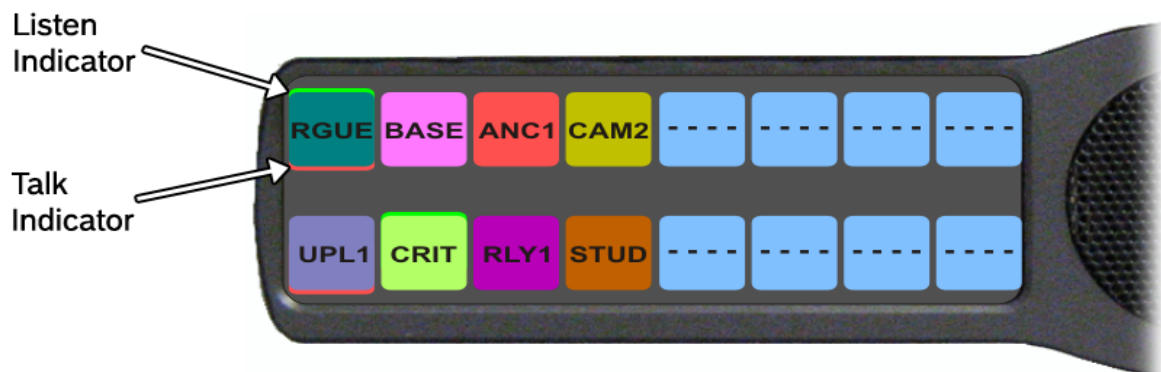 Listen
Indicator
RGUE BASE ANC1 CAM2 - - - - - - - - - - - - - - - -
Talk
Indicator
UPL1 CRIT RLY1 STUD - - - - - - - - - - - - - - - -